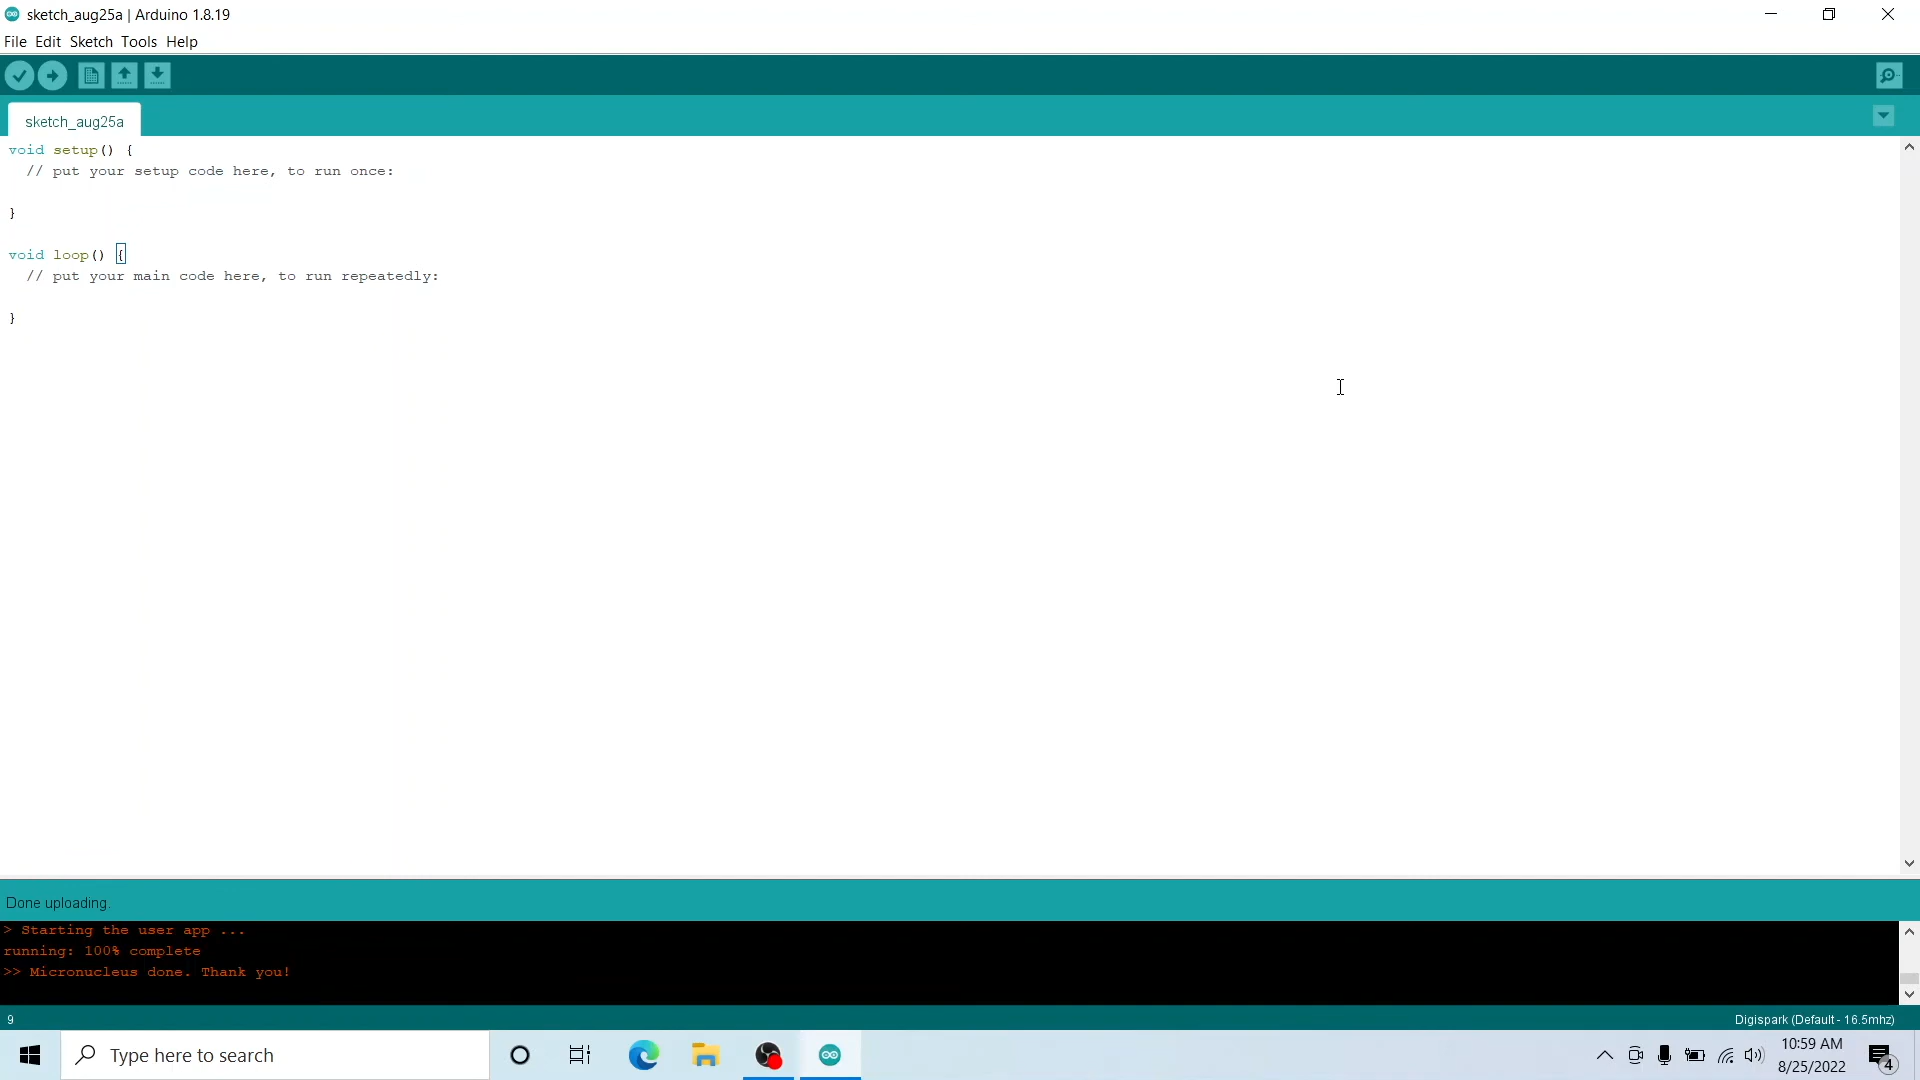 sketch_aug25a | Arduino 1.8.19
File Edit Sketch Tools Help
sketch_aug25a
void setup() {
  // put your setup code here, to run once:
}
void loop() {
  // put your main code here, to run repeatedly:
}
Done uploading.
> Starting the user app ...
running: 100% complete
>> Micronucleus done. Thank you!
9
Digispark (Default - 16.5mhz)
Type here to search
10:59 AM
8/25/2022
4